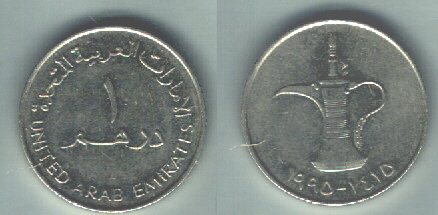 الإمارات العربية المتحدة
١
درهم
UNITED ARAB EMIRATES
١٩٩٥-١٤١٥